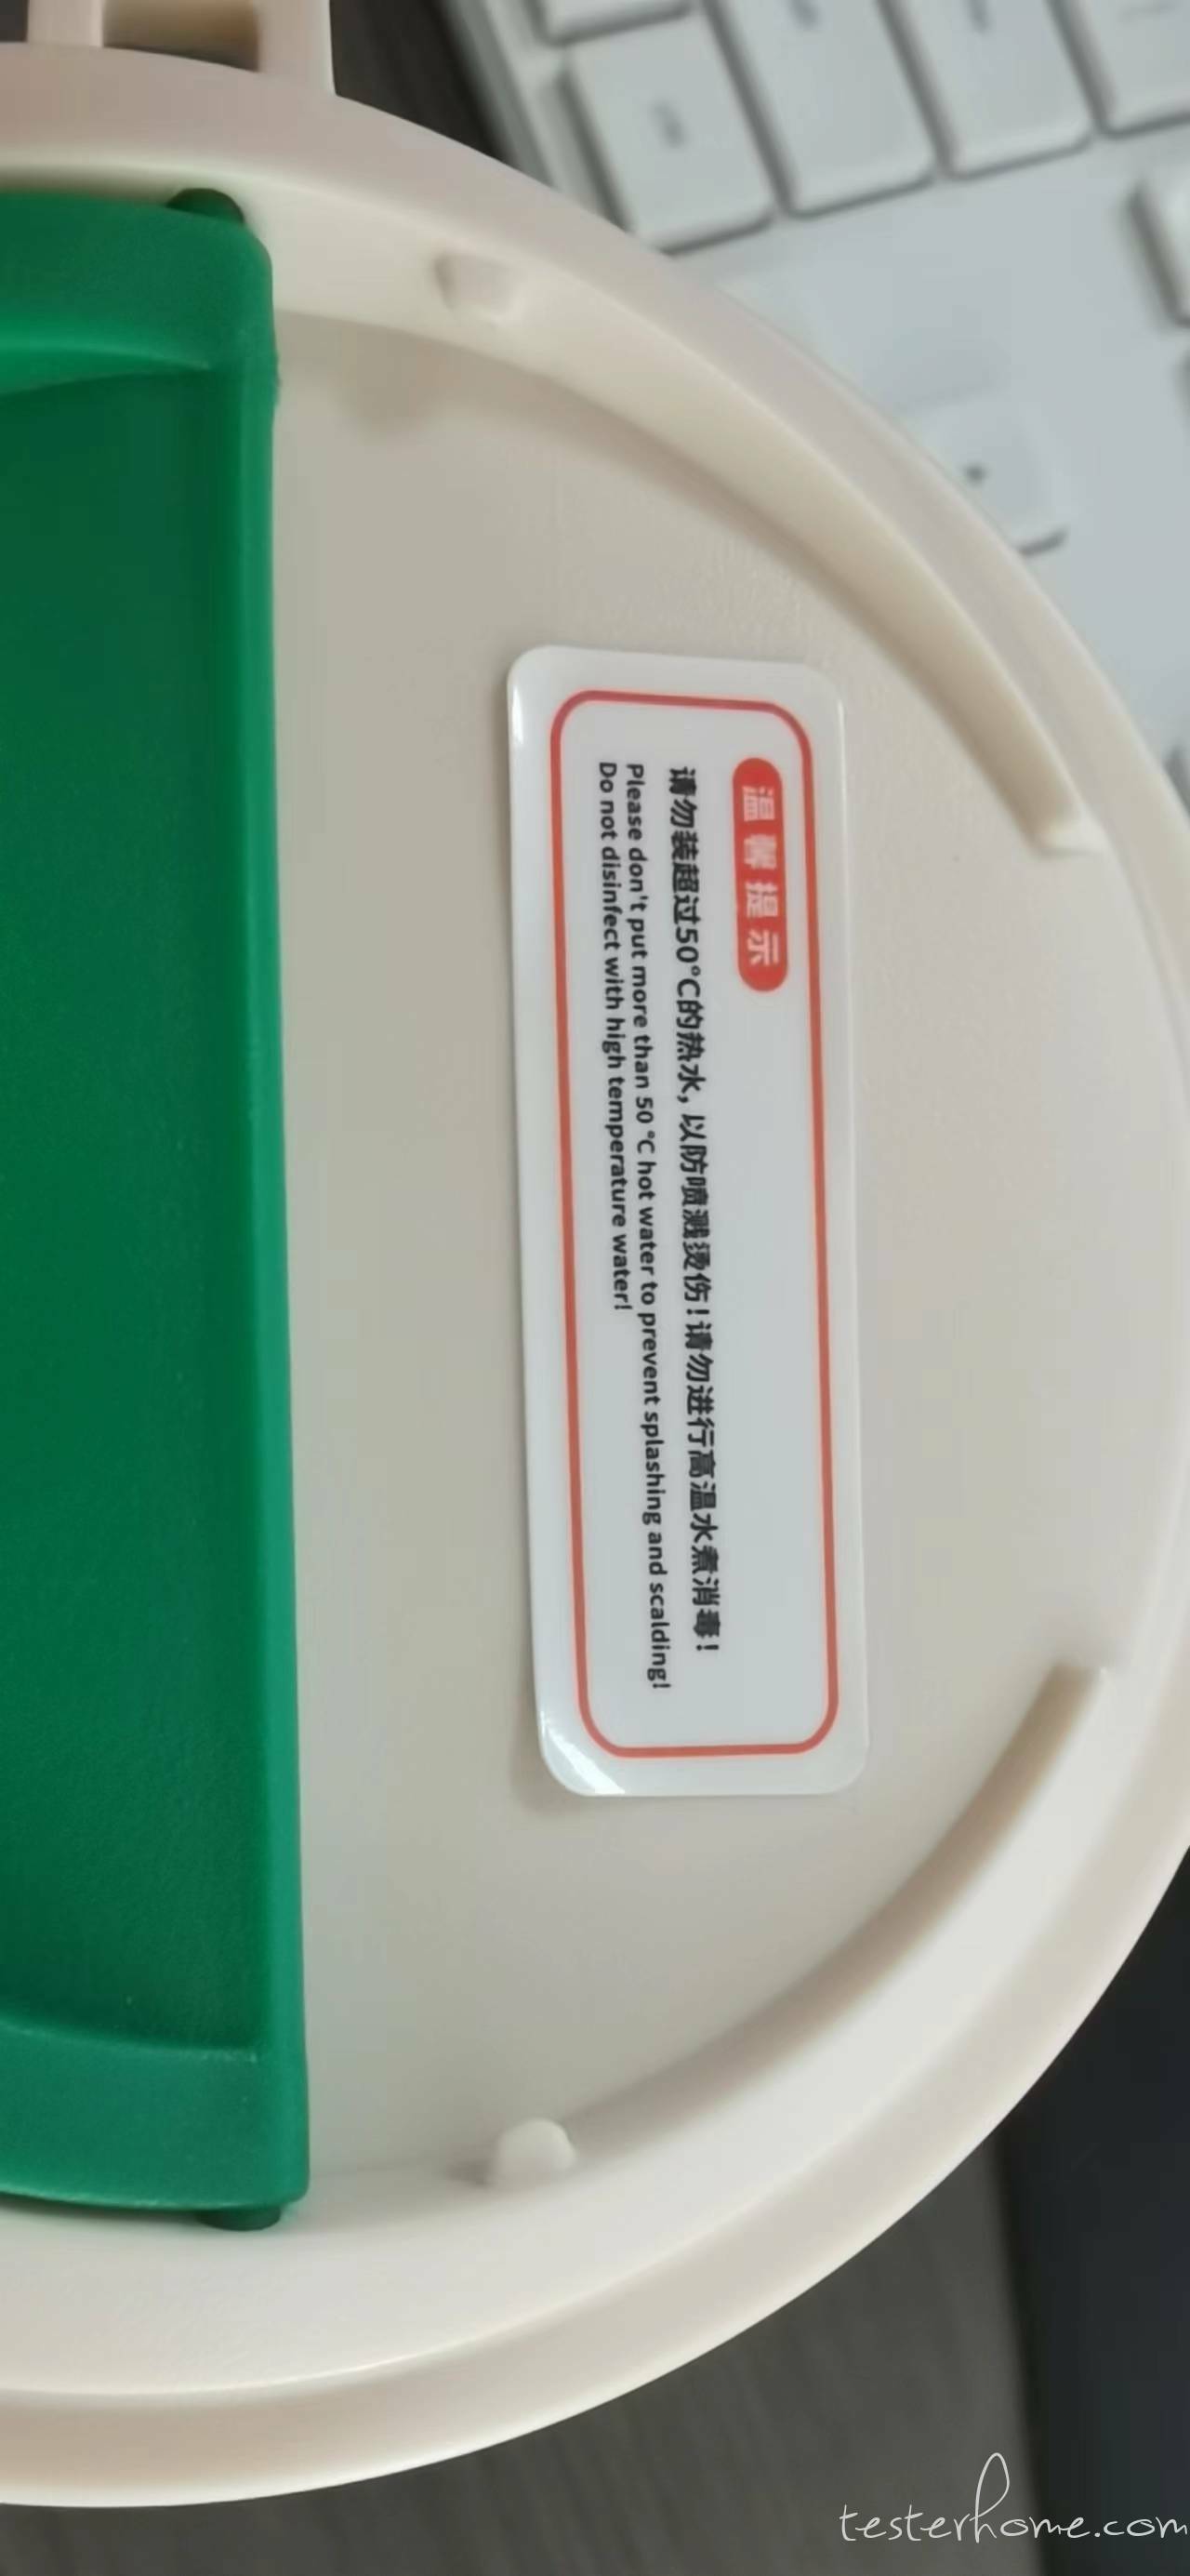 温馨提示
请勿装超过50°C的热水，以防喷溅烫伤！请勿进行高温水煮消毒！
Please don't put more than 50 °C hot water to prevent splashing and scalding!
Do not disinfect with high temperature water!
testerhome.com